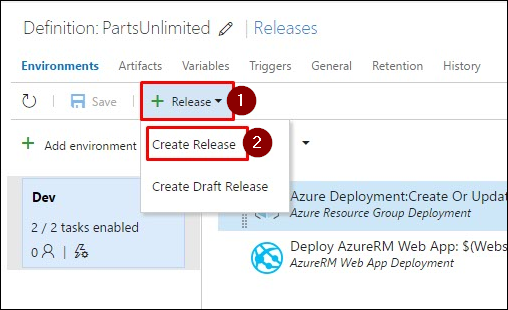 Definition: PartsUnlimited | Releases
Environments Artifacts Variables Triggers General Retention History
Save + Release 1
+ Add environment
Create Release 2
Create Draft Release
Dev
2 / 2 tasks enabled
0
Azure Deployment:Create Or Upda
Azure Resource Group Deployment
Deploy AzureRM Web App: $(Webs
AzureRM Web App Deployment